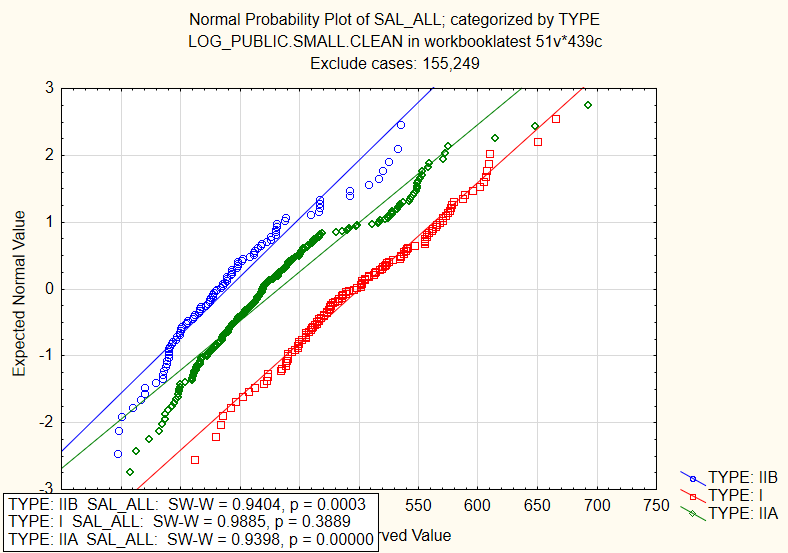 Normal Probability Plot of SAL_ALL; categorized by TYPE
LOG_PUBLIC.SMALL.CLEAN in workbooklatest 51v*439c
Exclude cases: 155,249
3
2
1
0
-1
-2
-3
Expected Normal Value
550 600 650 700 750
rved Value
TYPE: IIB
TYPE: I
TYPE: IIA
TYPE: IIB SAL_ALL: SW-W = 0.9404, p = 0.0003
TYPE: I SAL_ALL: SW-W = 0.9885, p = 0.3889
TYPE: IIA SAL_ALL: SW-W = 0.9398, p = 0.00000